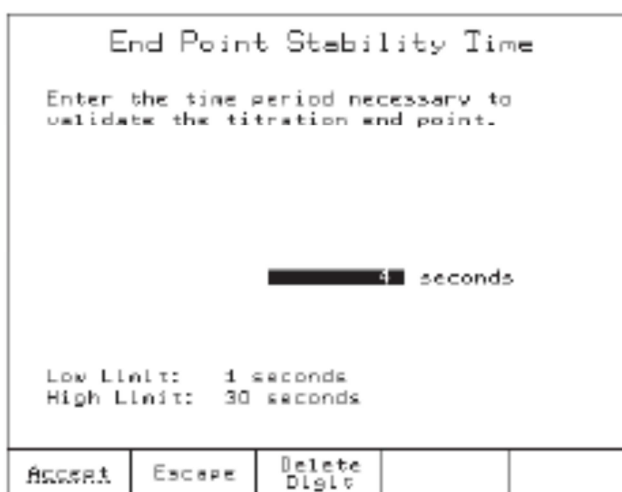 End Point Stability Time
Enter the time period necessary to
validate the titration end point.
4 seconds
Low Limit: 1 seconds
High Limit: 30 seconds
Accept
Escape
Delete
Digit